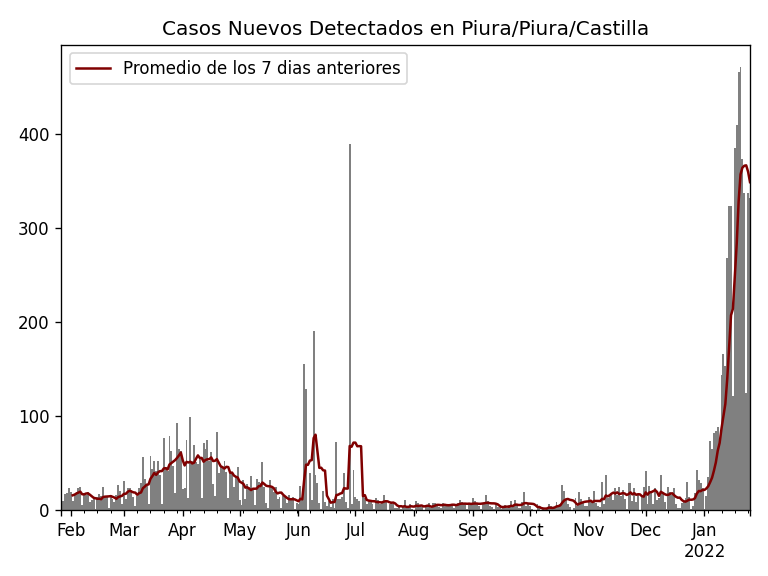 Casos Nuevos Detectados en Piura/Piura/Castilla
Promedio de los 7 dias anteriores
400
300
200
100
0
Feb Mar Apr May Jun Jul Aug Sep Oct Nov Dec Jan
2022